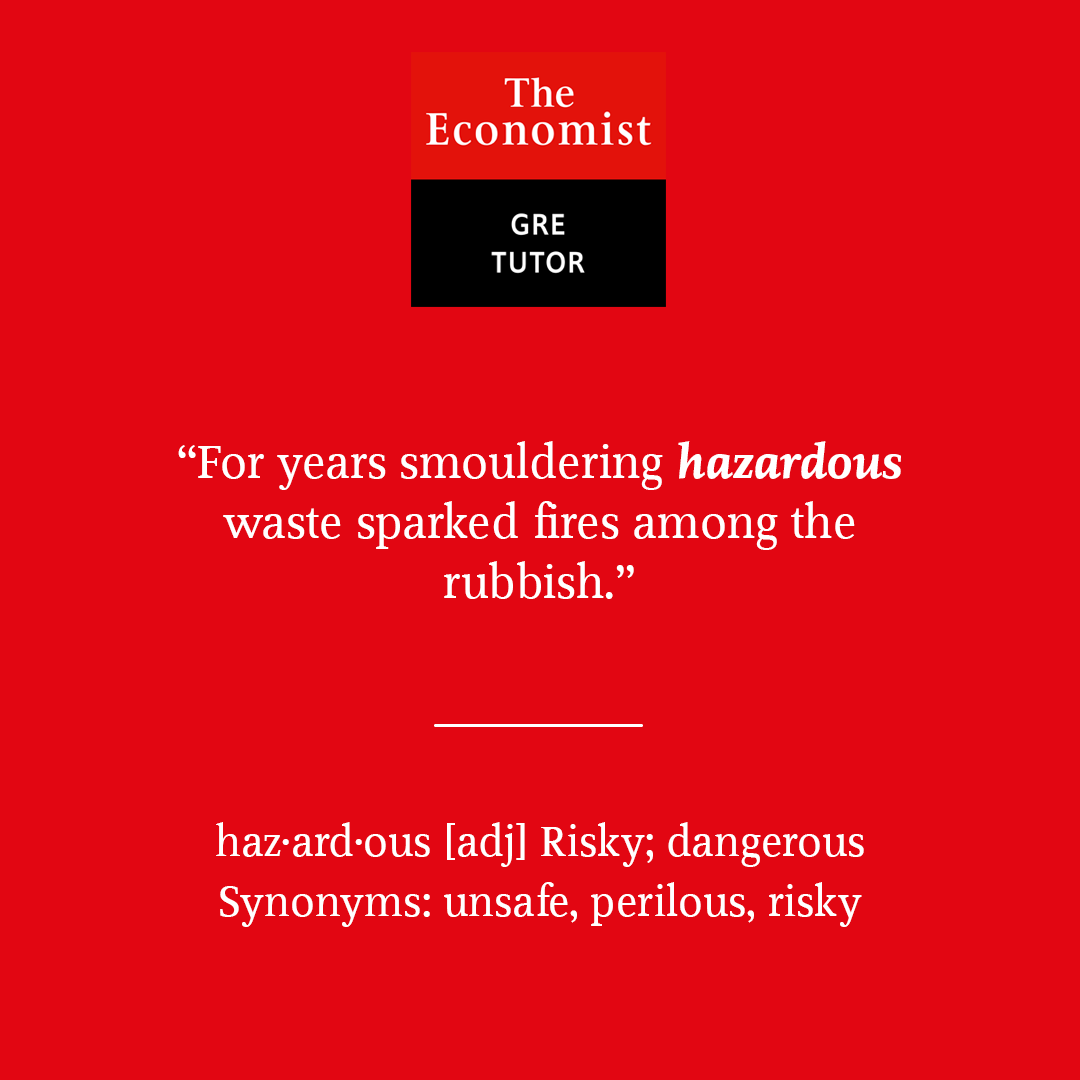 The
Economist
GRE
TUTOR
“For years smouldering hazardous
waste sparked fires among the
rubbish.”
haz·ard·ous [adj] Risky; dangerous
Synonyms: unsafe, perilous, risky